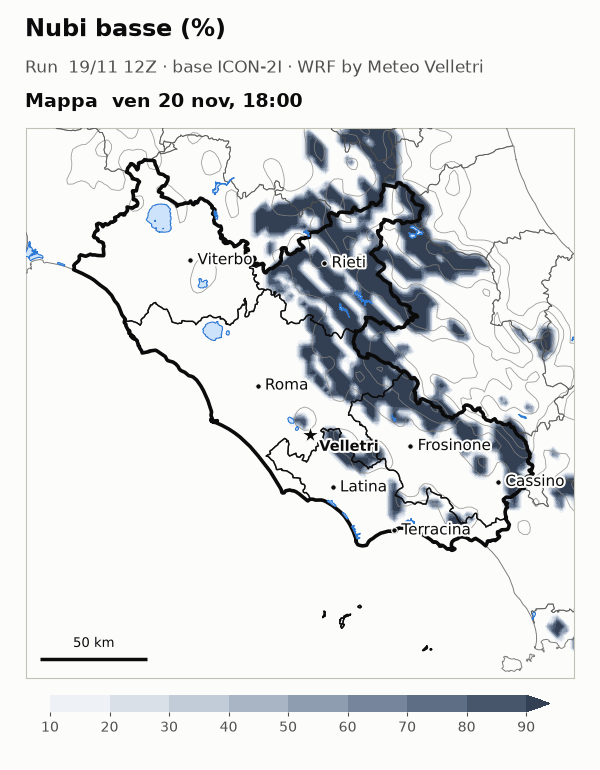 Nubi basse (%)
Run  19/11 12Z · base ICON-2I · WRF by Meteo Velletri
Mappa  ven 20 nov, 18:00
Viterbo
Rieti
Roma
Velletri
Frosinone
Latina
Cassino
Terracina
50 km
10 20 30 40 50 60 70 80 90